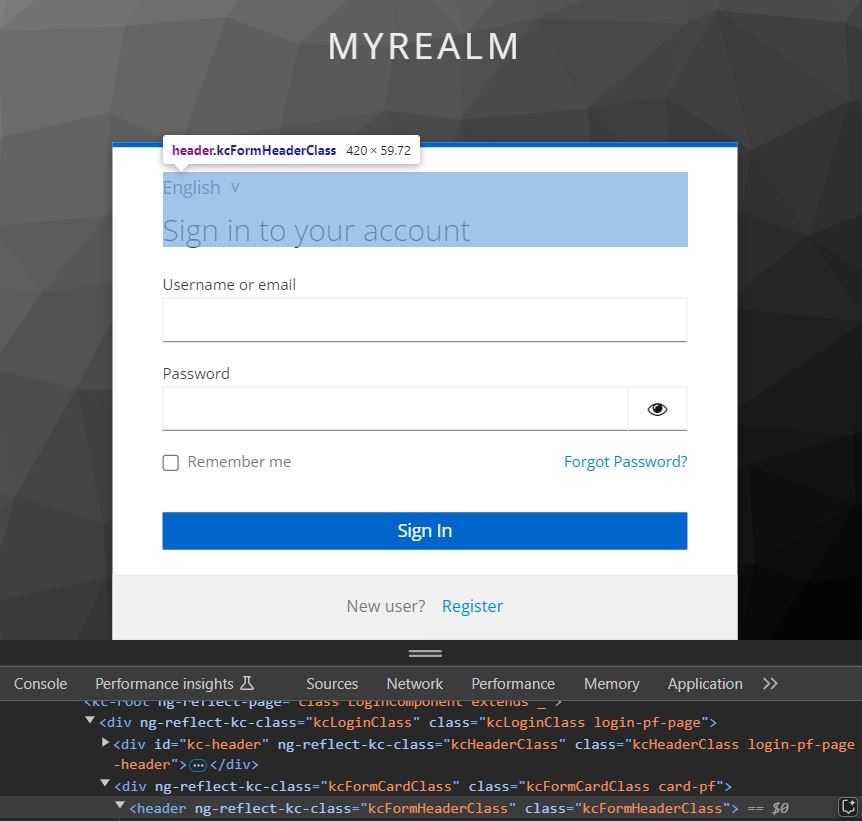 MYREALM
header.kcFormHeaderClass 420 × 59.72
English v
Sign in to your account
Username or email
Password
Remember me Forgot Password?
Sign In
New user? Register
Console Performance insights Sources Network Performance Memory Application
<kc-root ng-reflect-page="class LoginComponent extends _">
<div ng-reflect-kc-class="kcLoginClass" class="kcLoginClass login-pf-page">
<div id="kc-header" ng-reflect-kc-class="kcHeaderClass" class="kcHeaderClass login-pf-page
-header">…</div>
<div ng-reflect-kc-class="kcFormCardClass" class="kcFormCardClass card-pf">
<header ng-reflect-kc-class="kcFormHeaderClass" class="kcFormHeaderClass"> == $0